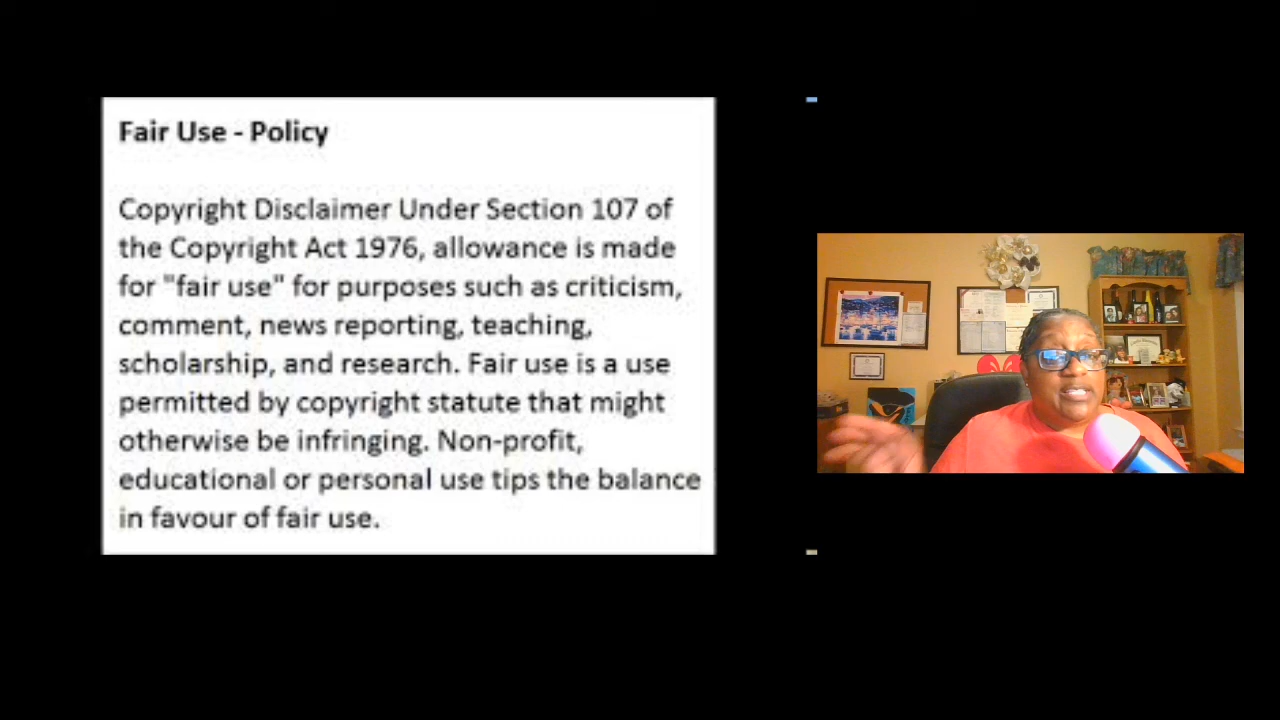 Fair Use - Policy
Copyright Disclaimer Under Section 107 of
the Copyright Act 1976, allowance is made
for "fair use" for purposes such as criticism,
comment, news reporting, teaching,
scholarship, and research. Fair use is a use
permitted by copyright statute that might
otherwise be infringing. Non-profit,
educational or personal use tips the balance
in favour of fair use.